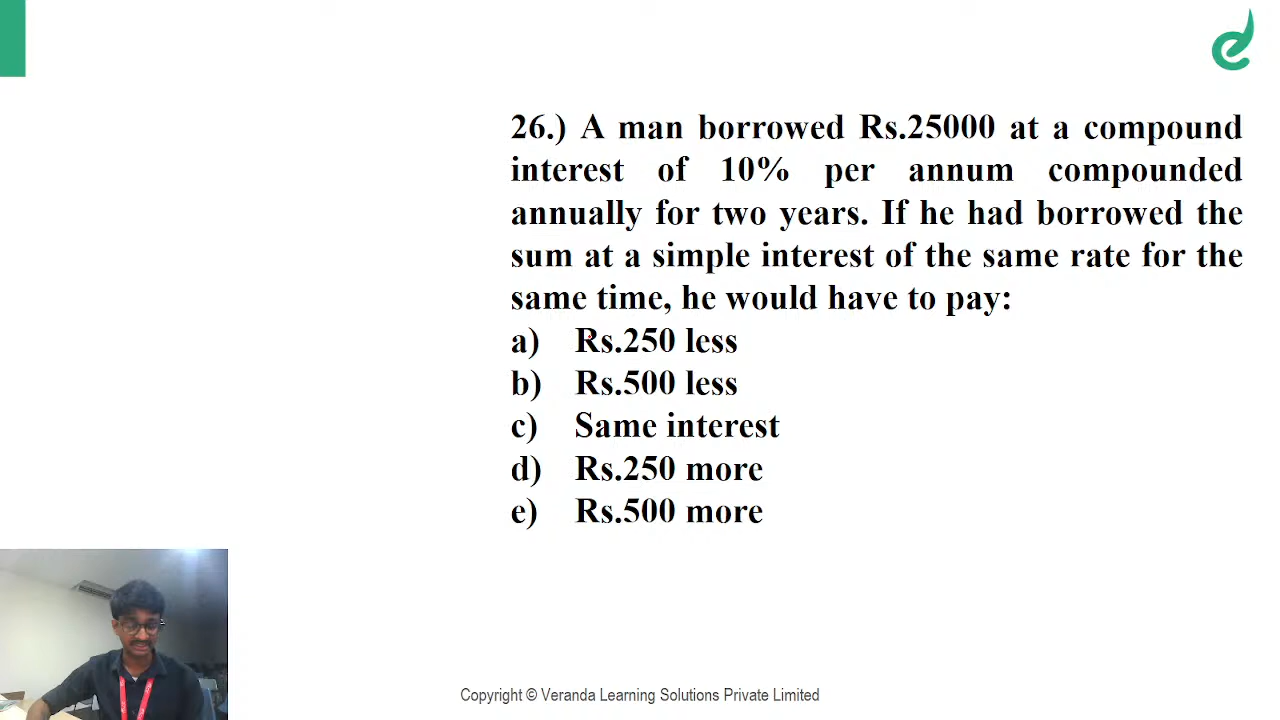 26.) A man borrowed Rs.25000 at a compound
interest of 10% per annum compounded
annually for two years. If he had borrowed the
sum at a simple interest of the same rate for the
same time, he would have to pay:
a) Rs.250 less
b) Rs.500 less
c) Same interest
d) Rs.250 more
e) Rs.500 more
Copyright © Veranda Learning Solutions Private Limited